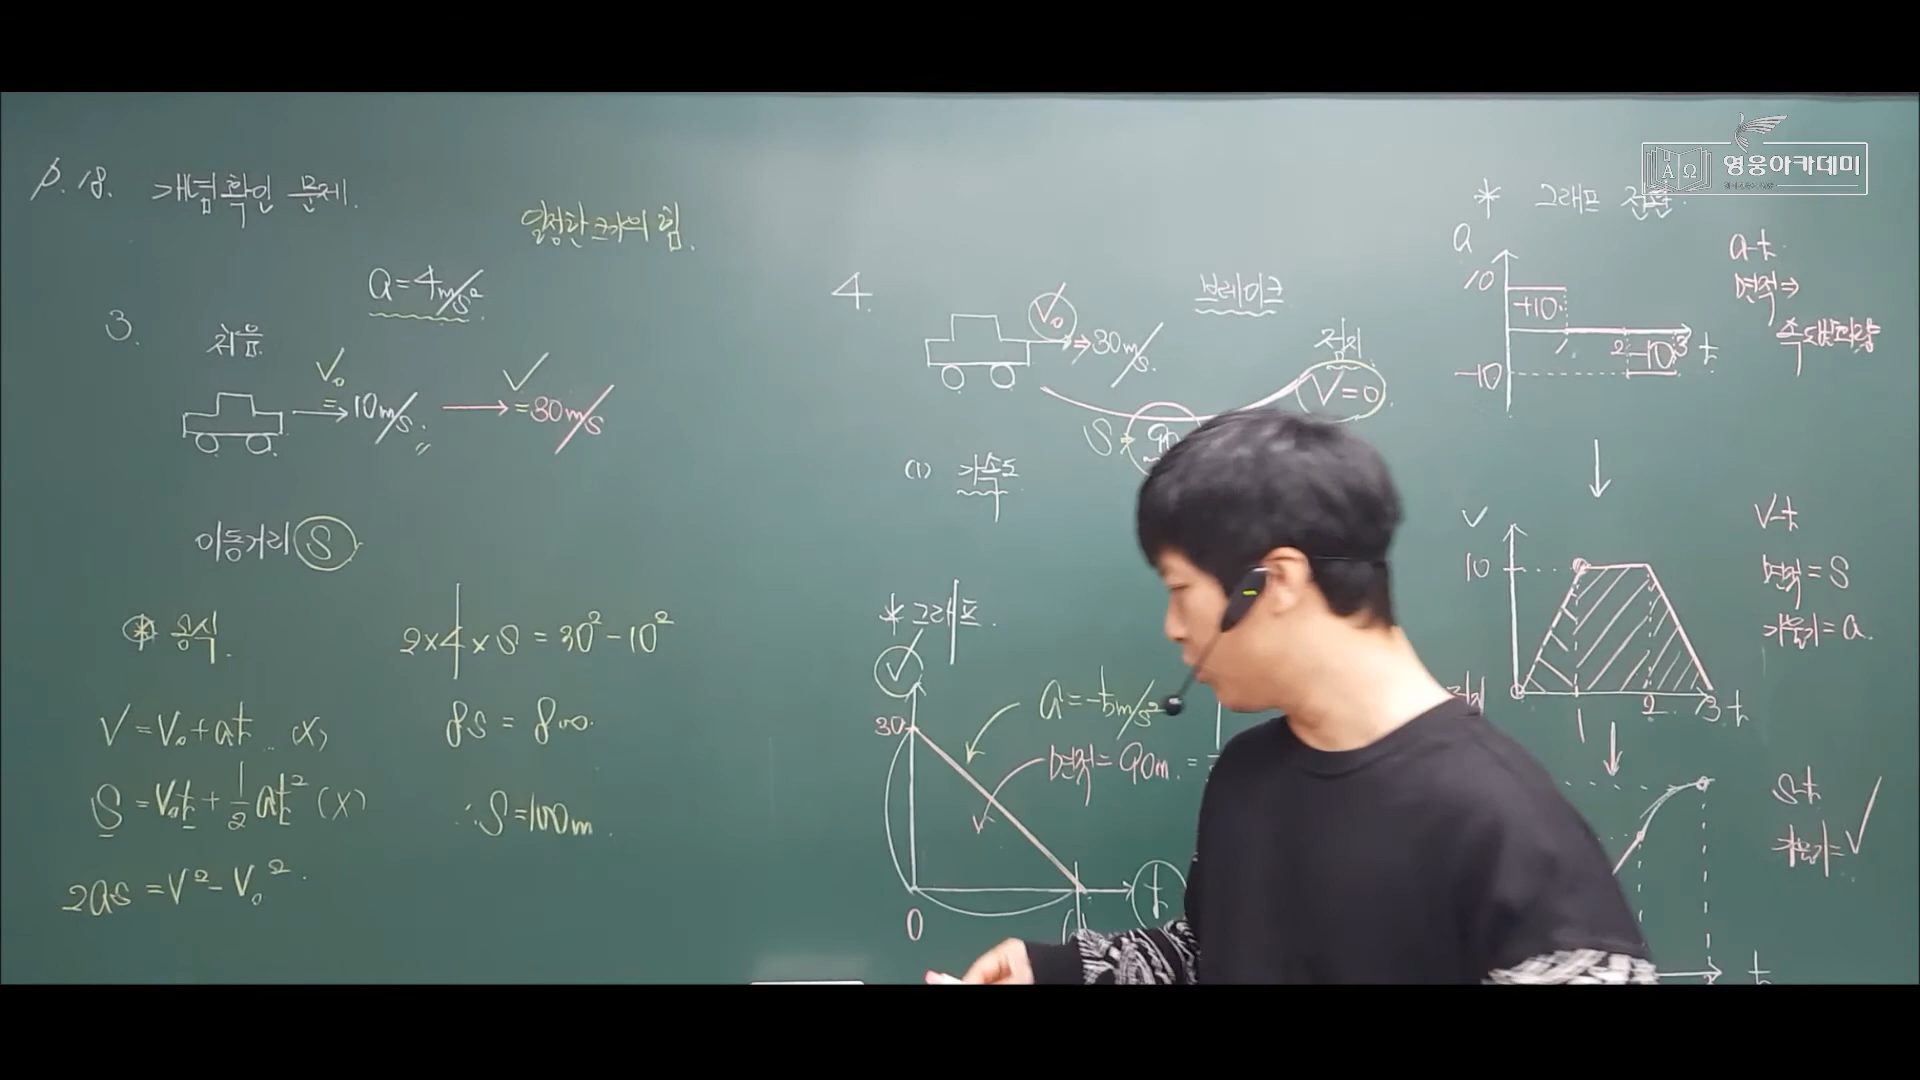 P. 18. 개념확인 문제.
일정한 크기의 힘.
3.
a = 4m/s²
처음
V₀ = 10m/s.
V = 30m/s
이동거리 S
* 공식.
V = V₀ + at (X)
S = V₀t + 1/2 at² (X)
2as = V² - V₀².
2×4×S = 30² - 10²
8S = 800.
∴ S = 100m.
4.
브레이크
V₀ ⇒ 30m/s.
정지
V = 0
S = 90
(1) 가속도
* 그래프.
V
30
a = -5m/s²
면적 = 90m. =
0
t
* 그래프 전환.
a
10
+10
1
2
-10
3
t
-10
a-t
면적⇒
속도변화량
V
10
1
2
3
t
V-t
면적 = S
기울기 = a.
S-t
기울기 = V
t
영웅아카데미
A Ω